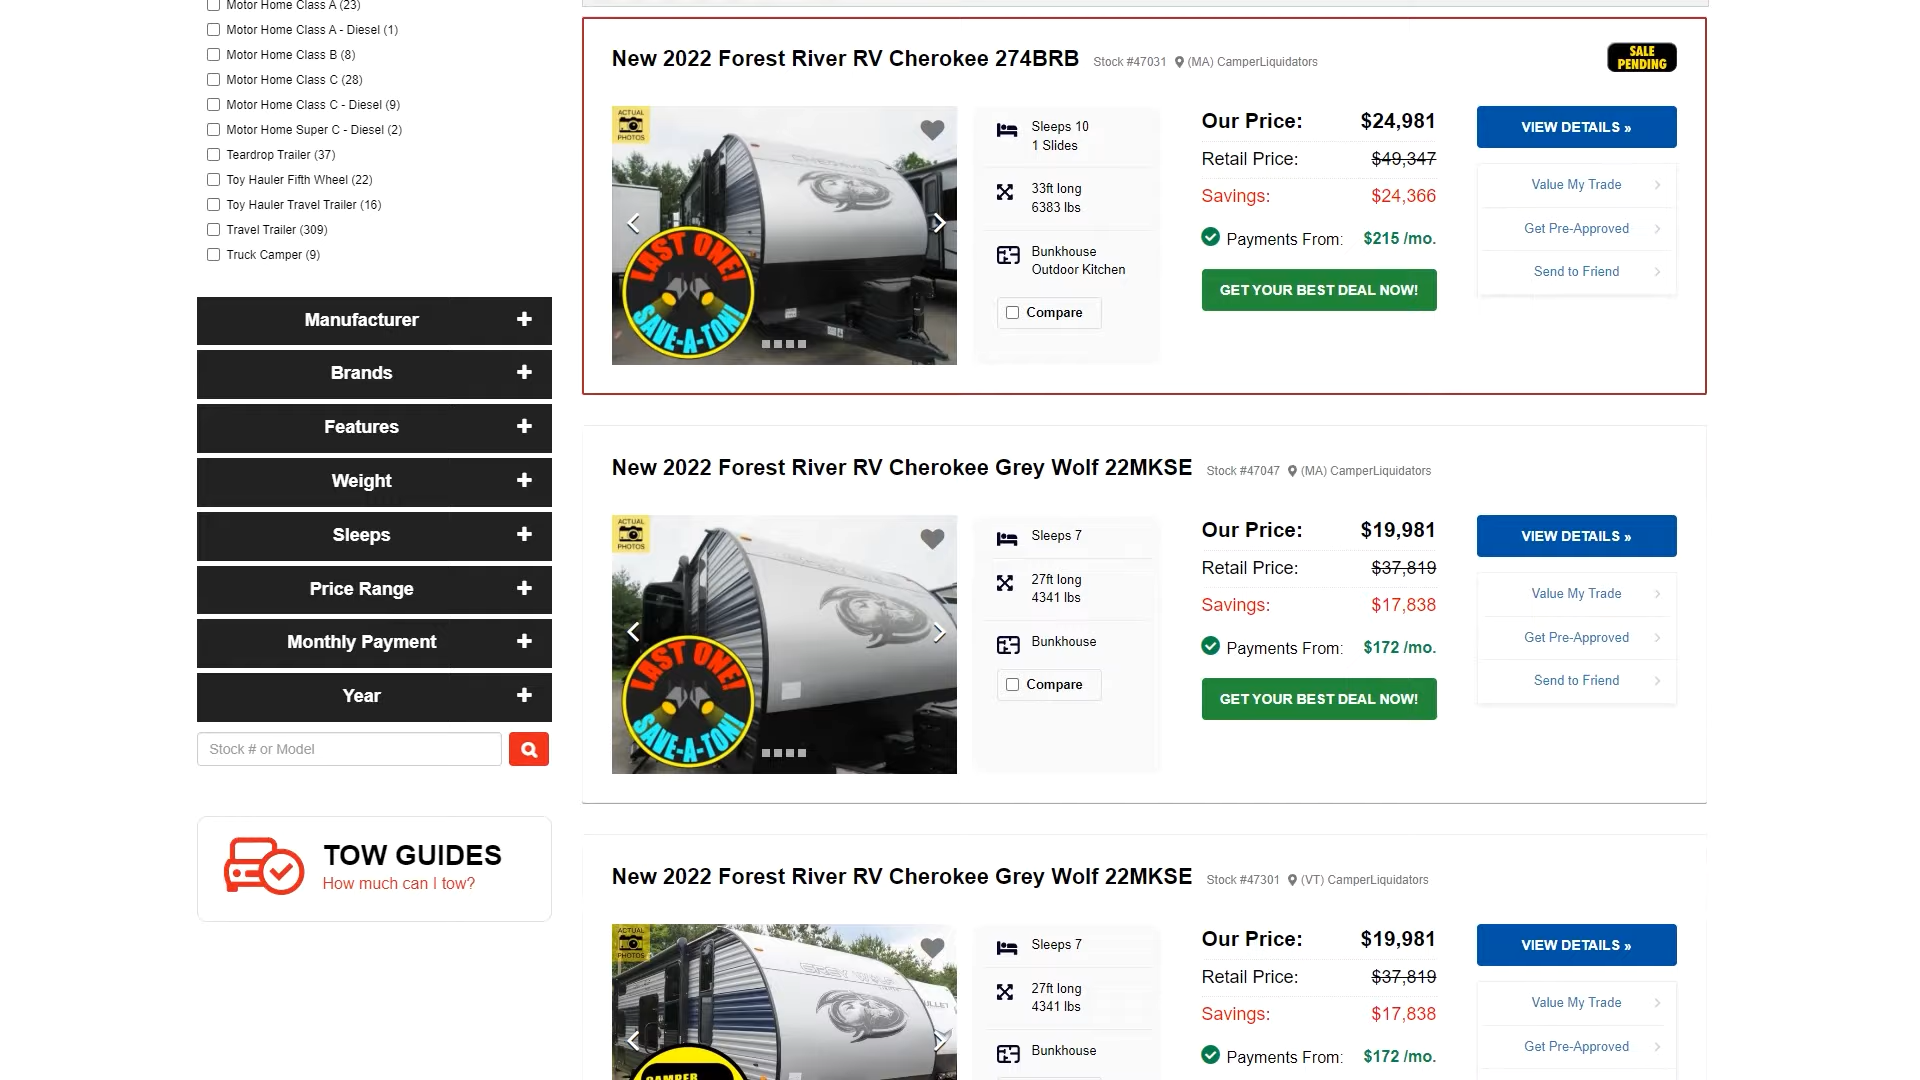 Motor Home Class A (23)
Motor Home Class A - Diesel (1)
Motor Home Class B (8)
Motor Home Class C (28)
Motor Home Class C - Diesel (9)
Motor Home Super C - Diesel (2)
Teardrop Trailer (37)
Toy Hauler Fifth Wheel (22)
Toy Hauler Travel Trailer (16)
Travel Trailer (309)
Truck Camper (9)
Manufacturer
Brands
Features
Weight
Sleeps
Price Range
Monthly Payment
Year
Stock # or Model
TOW GUIDES
How much can I tow?
New 2022 Forest River RV Cherokee 274BRB Stock #47031 (MA) CamperLiquidators
SALE
PENDING
ACTUAL
PHOTOS
CHEROKEE
LAST ONE!
SAVE-A-TON!
Sleeps 10
1 Slides
33ft long
6383 lbs
Bunkhouse
Outdoor Kitchen
Compare
Our Price: $24,981
Retail Price: $49,347
Savings: $24,366
Payments From: $215 /mo.
GET YOUR BEST DEAL NOW!
VIEW DETAILS »
Value My Trade
Get Pre-Approved
Send to Friend
New 2022 Forest River RV Cherokee Grey Wolf 22MKSE Stock #47047 (MA) CamperLiquidators
ACTUAL
PHOTOS
LAST ONE!
SAVE-A-TON!
Sleeps 7
27ft long
4341 lbs
Bunkhouse
Compare
Our Price: $19,981
Retail Price: $37,819
Savings: $17,838
Payments From: $172 /mo.
GET YOUR BEST DEAL NOW!
VIEW DETAILS »
Value My Trade
Get Pre-Approved
Send to Friend
New 2022 Forest River RV Cherokee Grey Wolf 22MKSE Stock #47301 (VT) CamperLiquidators
ACTUAL
PHOTOS
GREY WOLF
CAMPER
Sleeps 7
27ft long
4341 lbs
Bunkhouse
Our Price: $19,981
Retail Price: $37,819
Savings: $17,838
Payments From: $172 /mo.
VIEW DETAILS »
Value My Trade
Get Pre-Approved